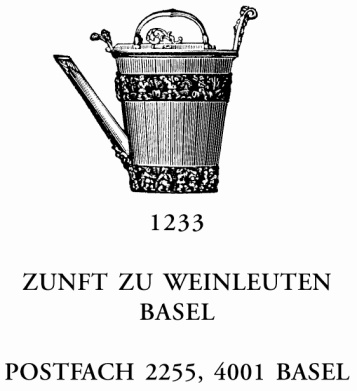 1233
ZUNFT ZU WEINLEUTEN
BASEL
POSTFACH 2255, 4001 BASEL